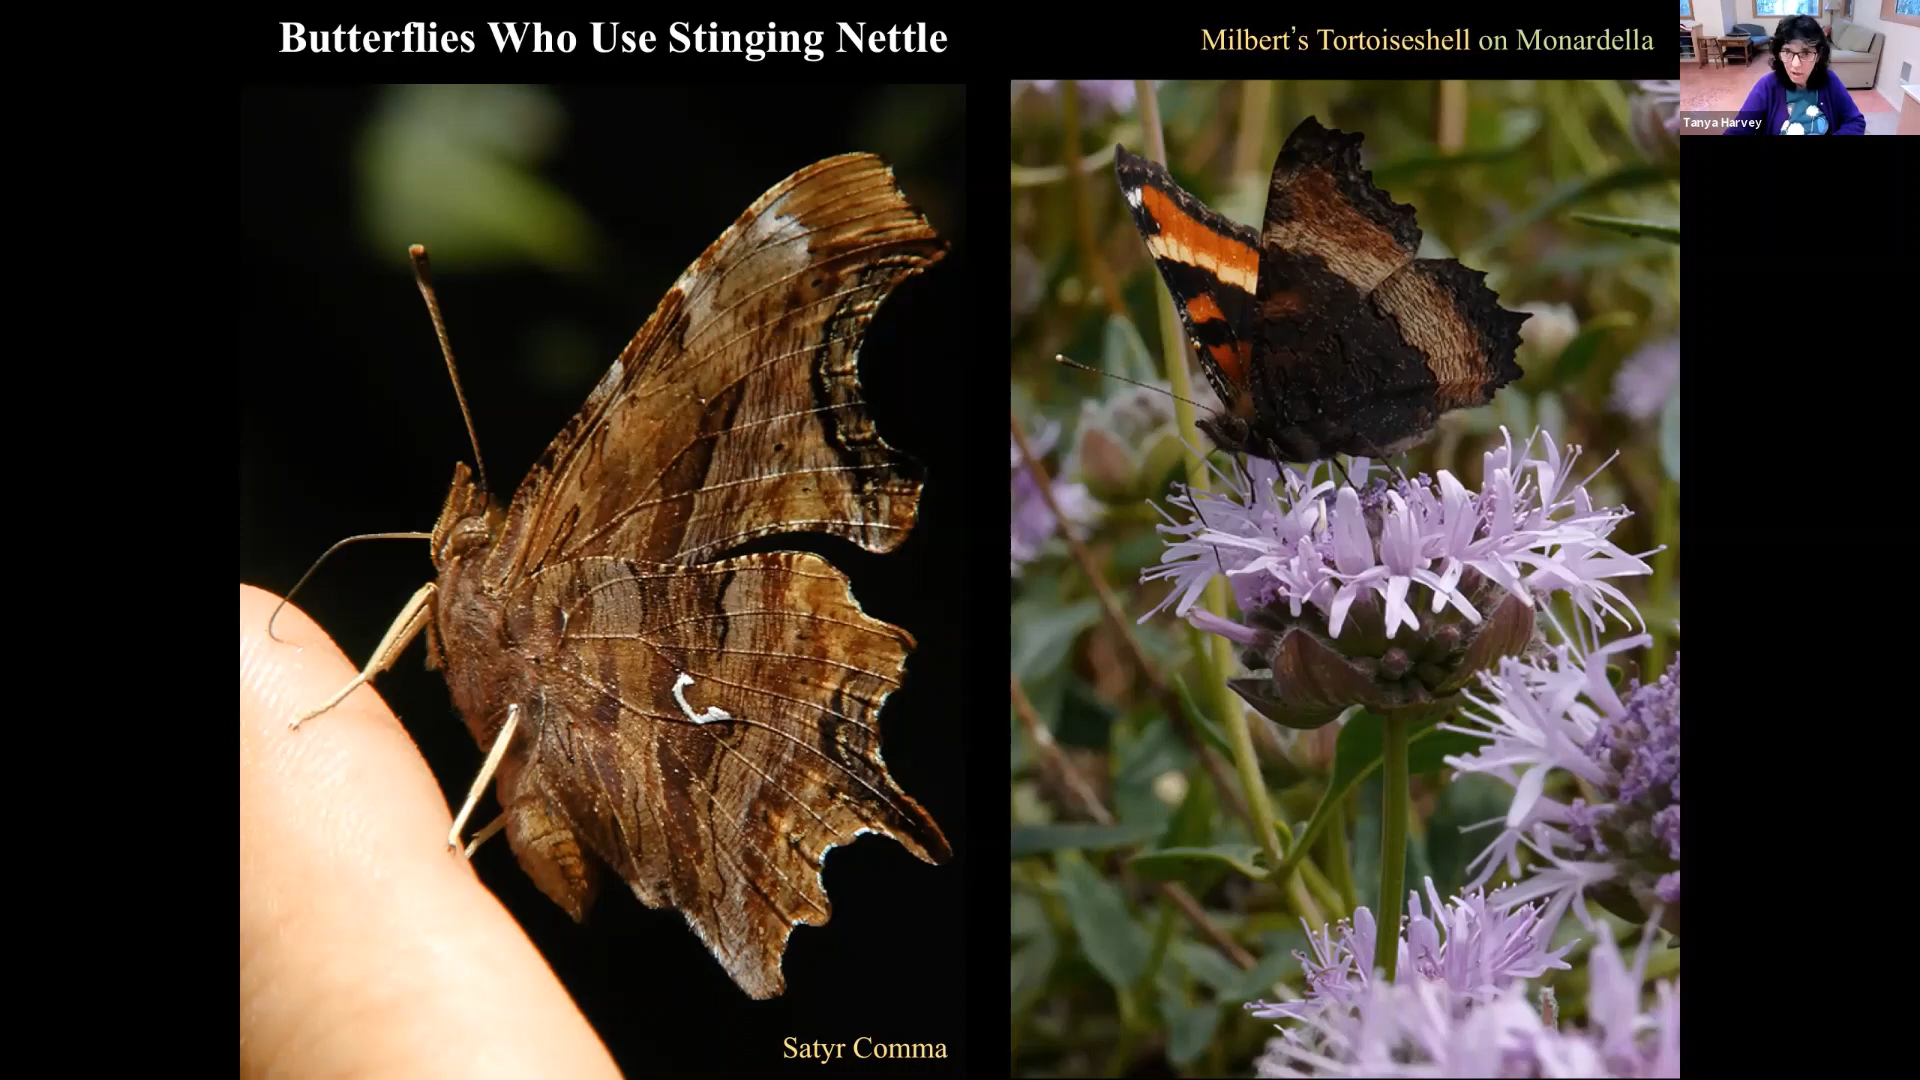 Butterflies Who Use Stinging Nettle
Milbert's Tortoiseshell on Monardella
Tanya Harvey
Satyr Comma